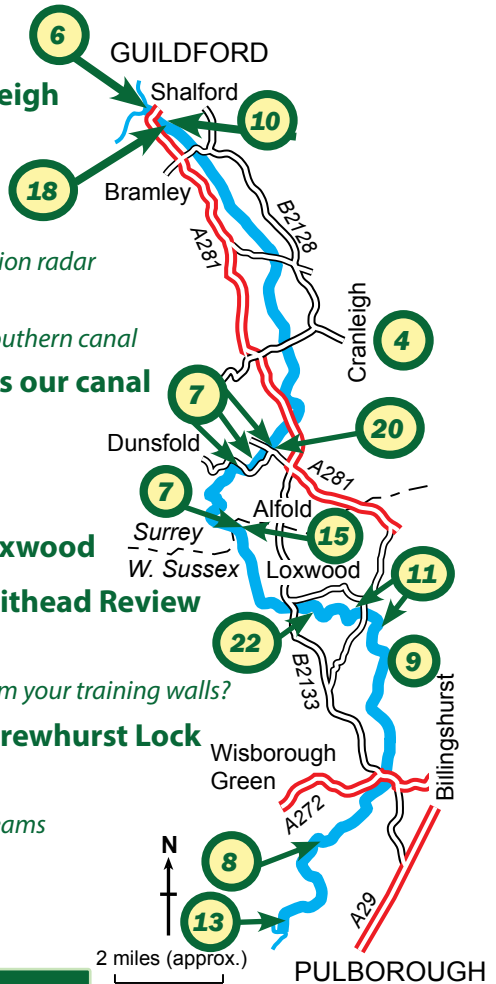 6
GUILDFORD
eigh
Shalford
10
18
Bramley
B2128
A281
ion radar
outhern canal
Cranleigh
4
s our canal
7
20
Dunsfold
A281
7
Alfold
15
Surrey
xwood
W. Sussex
Loxwood
11
ithead Review
22
9
B2133
m your training walls?
rewhurst Lock
Billingshurst
Wisborough
Green
A272
eams
N
8
A29
13
2 miles (approx.)
PULBOROUGH